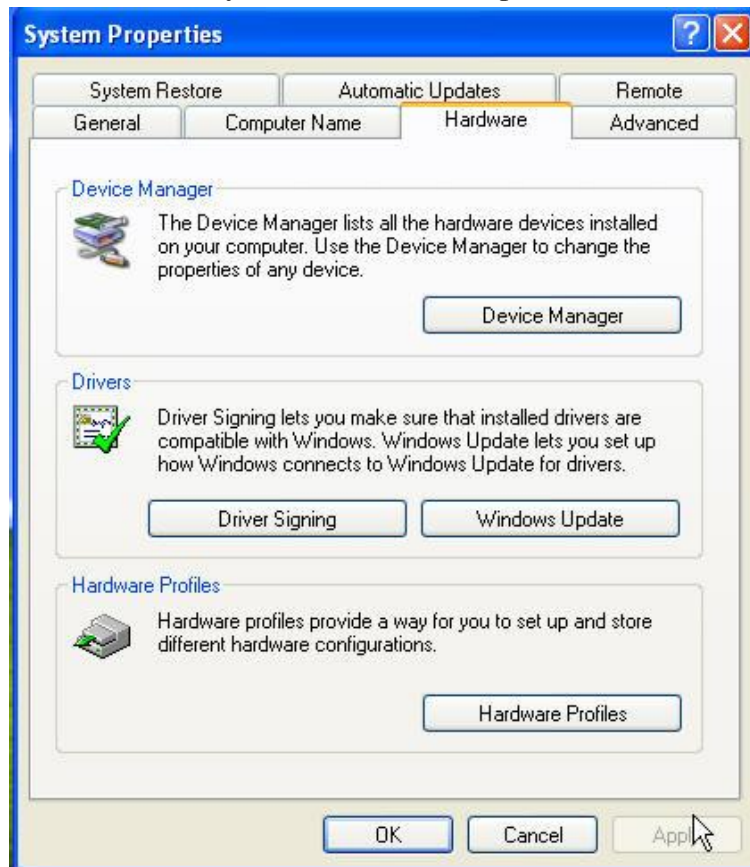 System Properties
System Restore
Automatic Updates
Remote
General
Computer Name
Hardware
Advanced
Device Manager
The Device Manager lists all the hardware devices installed
on your computer. Use the Device Manager to change the
properties of any device.
Device Manager
Drivers
Driver Signing lets you make sure that installed drivers are
compatible with Windows. Windows Update lets you set up
how Windows connects to Windows Update for drivers.
Driver Signing
Windows Update
Hardware Profiles
Hardware profiles provide a way for you to set up and store
different hardware configurations.
Hardware Profiles
OK
Cancel